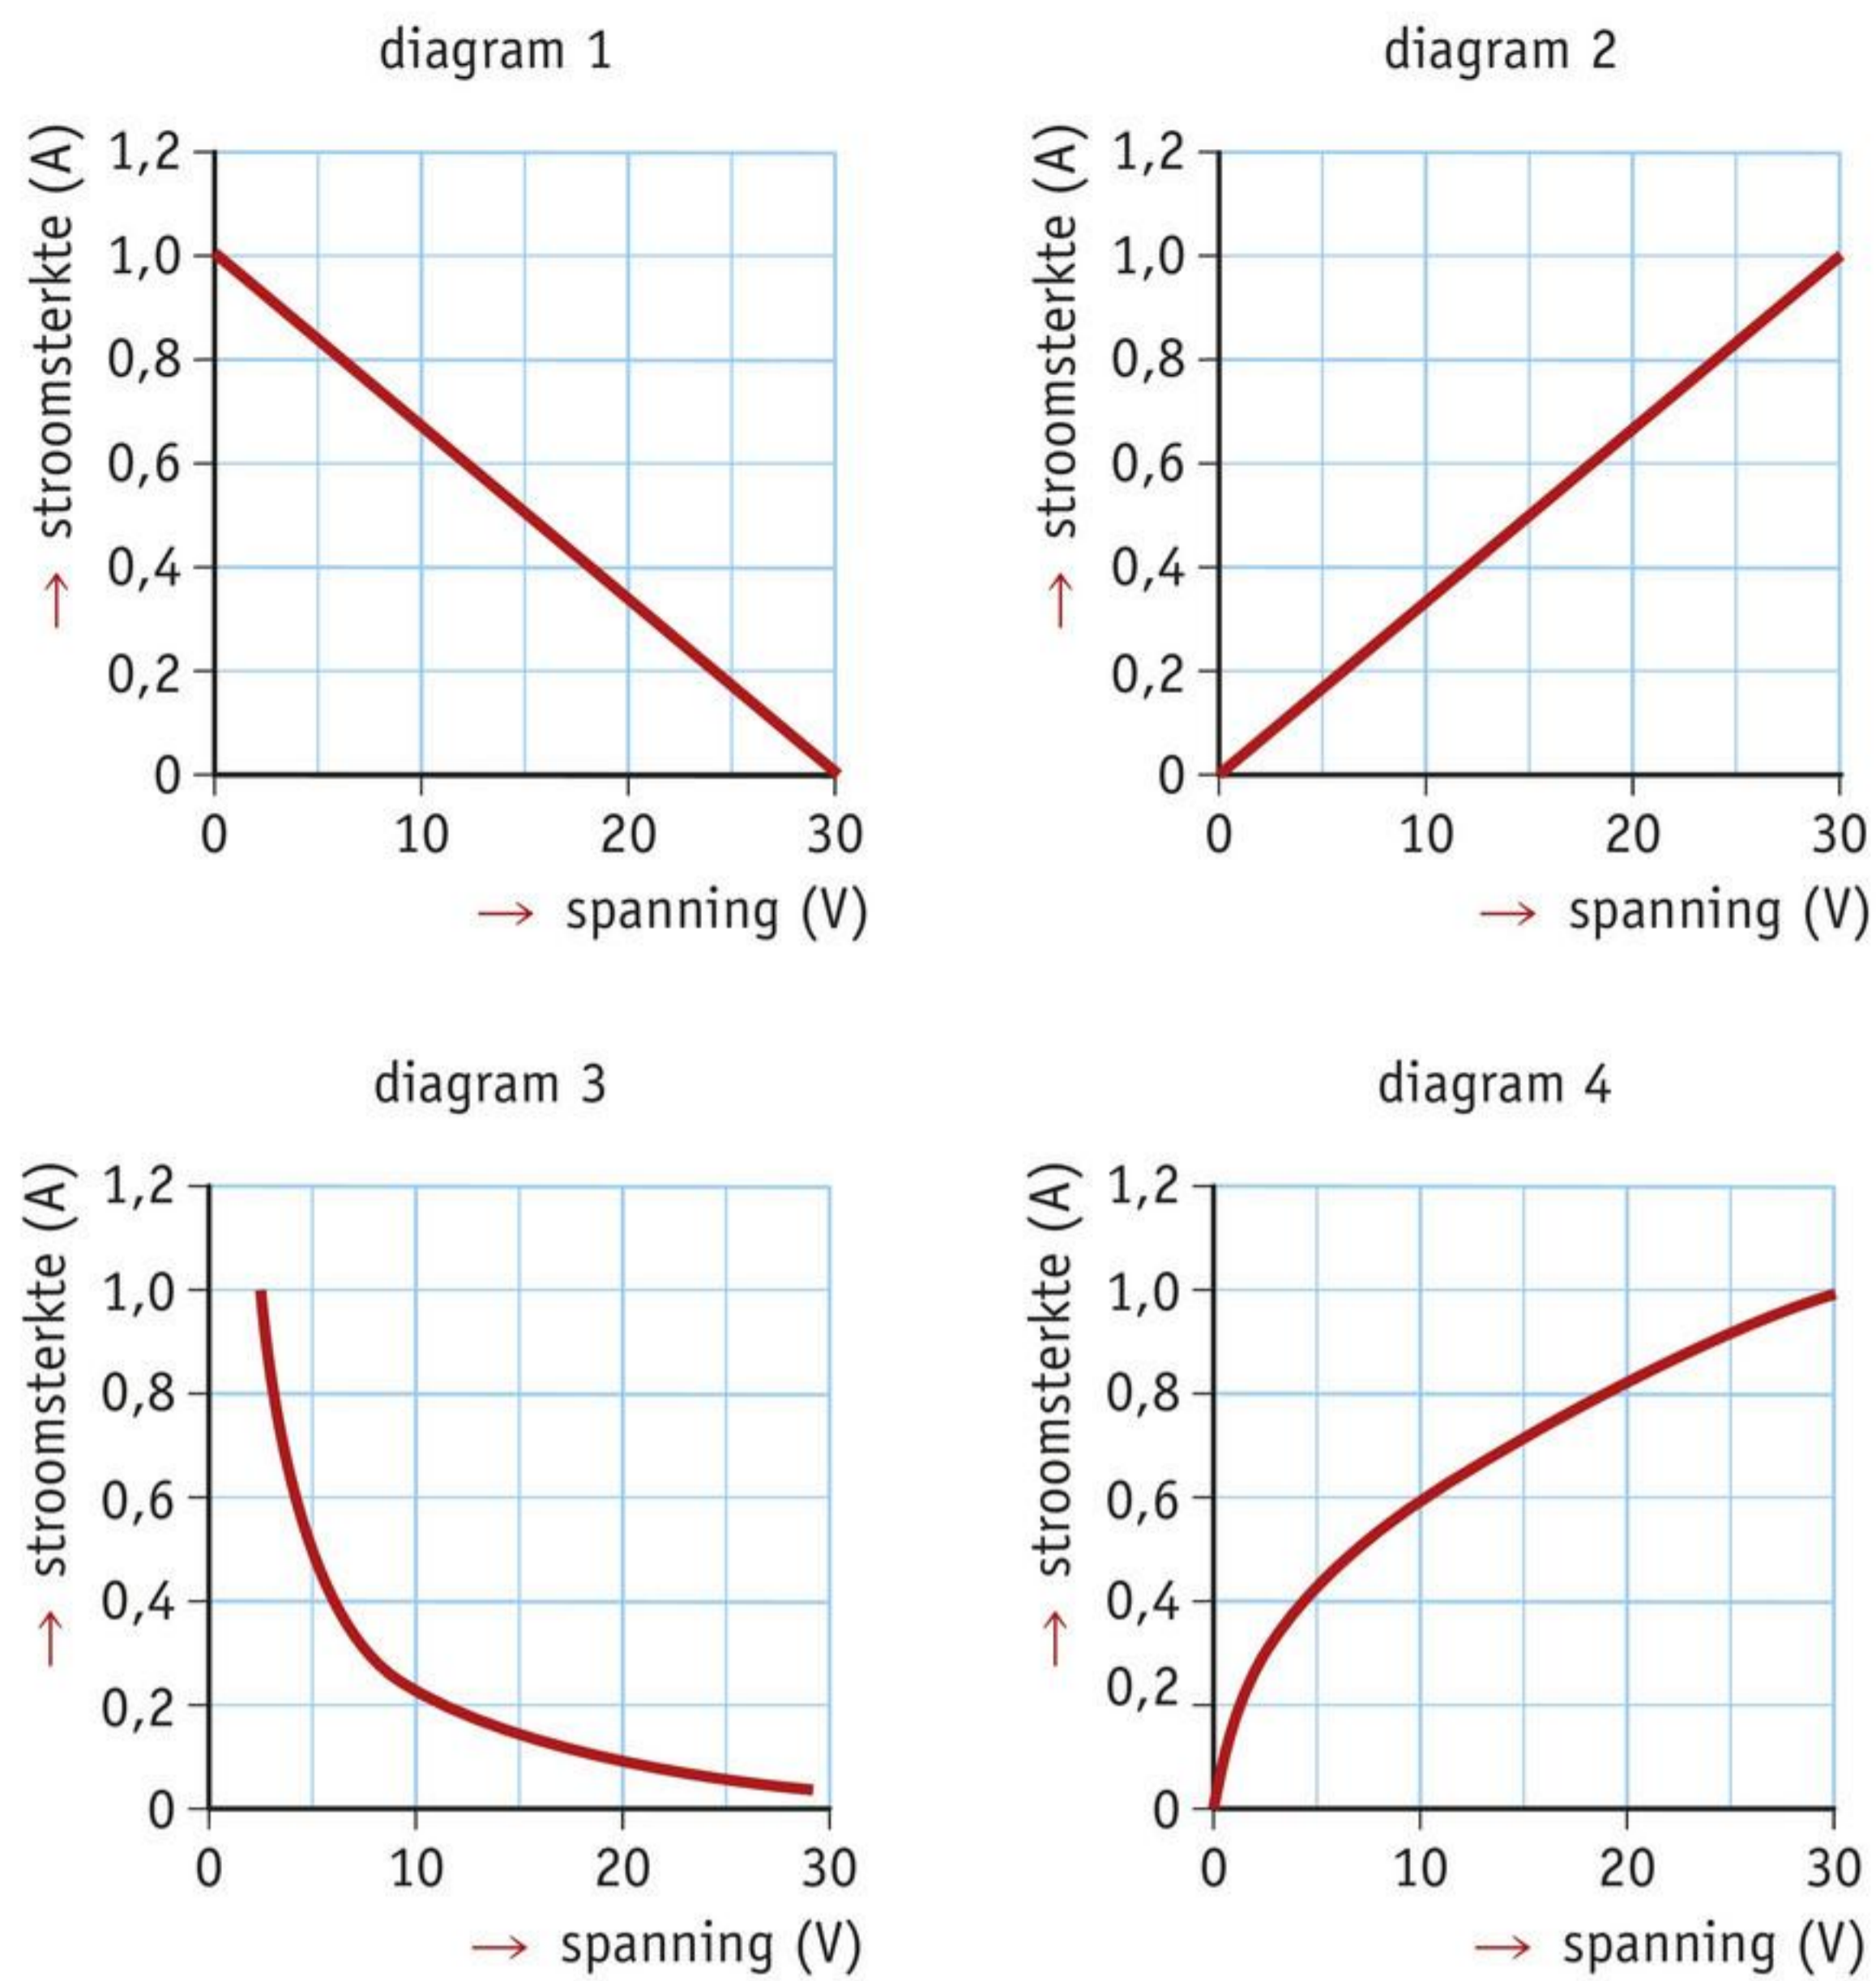 diagram 1
stroomsterkte (A)
1,2
1,0
0,8
0,6
0,4
0,2
0
0 10 20 30
spanning (V)
diagram 2
stroomsterkte (A)
1,2
1,0
0,8
0,6
0,4
0,2
0
0 10 20 30
spanning (V)
diagram 3
stroomsterkte (A)
1,2
1,0
0,8
0,6
0,4
0,2
0
0 10 20 30
spanning (V)
diagram 4
stroomsterkte (A)
1,2
1,0
0,8
0,6
0,4
0,2
0
0 10 20 30
spanning (V)